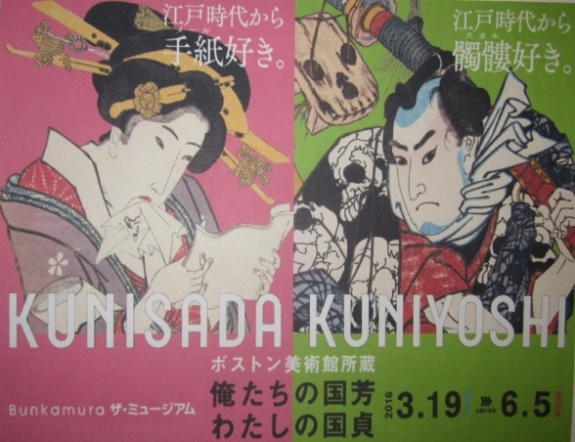 江戸時代から
手紙好き。
江戸時代から
スカル
髑髏好き。
KUNISADA
KUNIYOSHI
ボストン美術館所蔵
俺たちの国芳
わたしの国貞
Bunkamura ザ・ミュージアム
2016 3.19 6.5